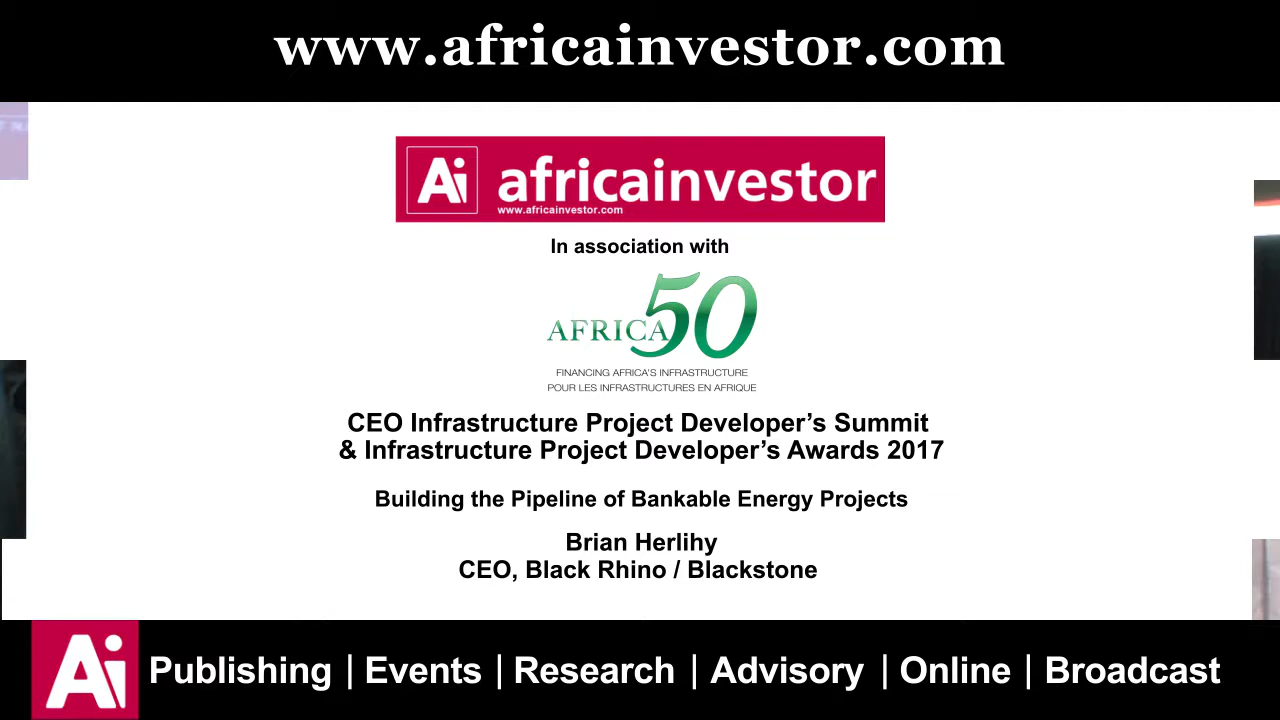 www.africainvestor.com
Ai africainvestor
www.africainvestor.com
In association with
AFRICA50
FINANCING AFRICA'S INFRASTRUCTURE
POUR LES INFRASTRUCTURES EN AFRIQUE
CEO Infrastructure Project Developer’s Summit
& Infrastructure Project Developer’s Awards 2017
Building the Pipeline of Bankable Energy Projects
Brian Herlihy
CEO, Black Rhino / Blackstone
Ai Publishing | Events | Research | Advisory | Online | Broadcast